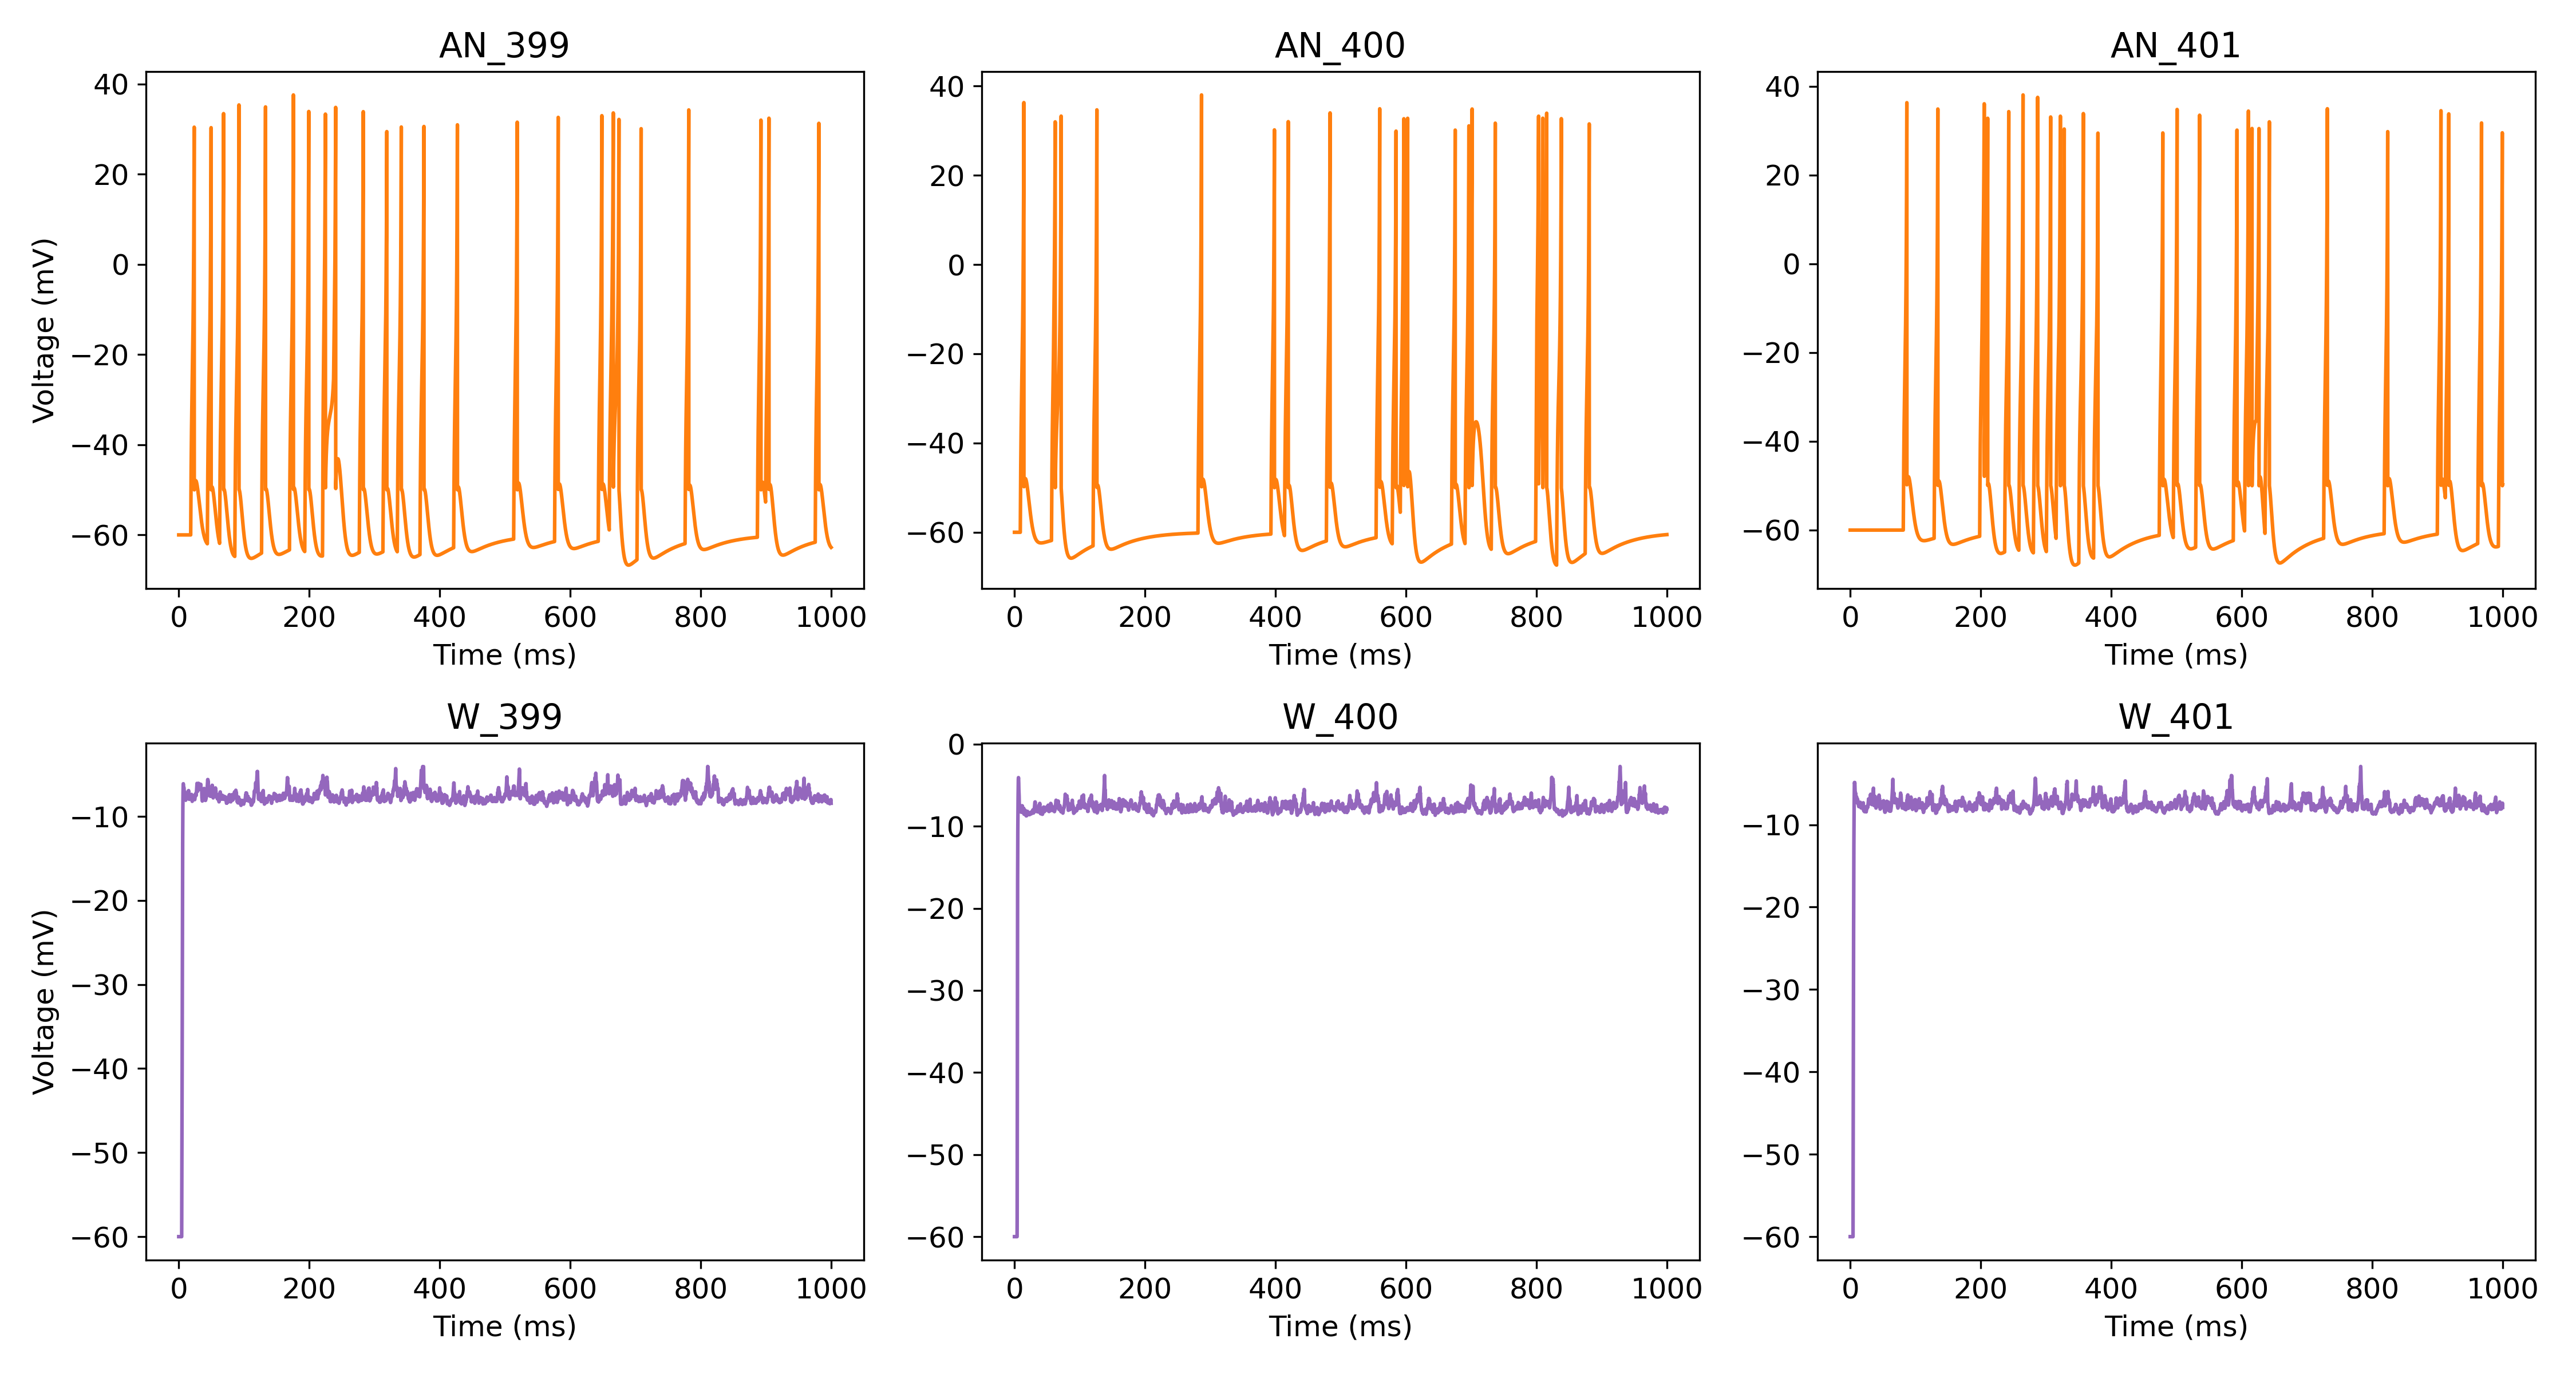 AN_399 AN_400 AN_401
40 40 40
20 20 20
0 0 0
−20 −20 −20
−40 −40 −40
−60 −60 −60
Voltage (mV)
0 200 400 600 800 1000 0 200 400 600 800 1000 0 200 400 600 800 1000
Time (ms) Time (ms) Time (ms)
W_399 W_400 W_401
0
−10 −10 −10
−20 −20 −20
−30 −30 −30
−40 −40 −40
−50 −50 −50
−60 −60 −60
Voltage (mV)
0 200 400 600 800 1000 0 200 400 600 800 1000 0 200 400 600 800 1000
Time (ms) Time (ms) Time (ms)